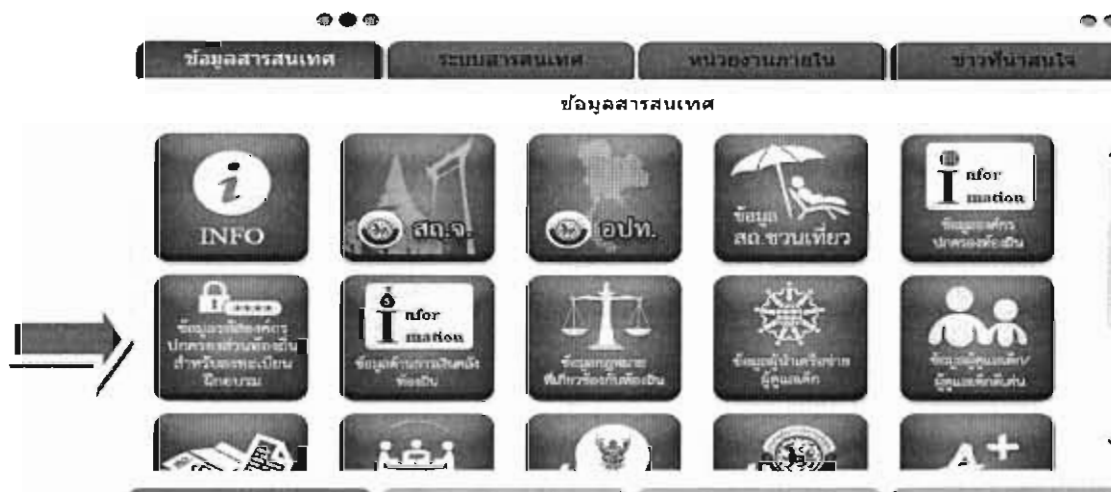 ข้อมูลสารสนเทศ
ระบบสารสนเทศ
หน่วยงานภายใน
ข่าวที่น่าสนใจ
ข้อมูลสารสนเทศ
i
INFO
สถ.จ.
อปท.
ข้อมูล
สถ.ชวนเที่ยว
Infor
mation
ข้อมูลองค์กร
ปกครองท้องถิ่น
****
ข้อมูลรหัสองค์กร
ปกครองส่วนท้องถิ่น
สำหรับลงทะเบียน
ฝึกอบรม
Infor
mation
ข้อมูลด้านการเงินคลัง
ท้องถิ่น
ข้อมูลกฎหมาย
ที่เกี่ยวข้องกับท้องถิ่น
ข้อมูลผู้นำเครือข่าย
ผู้ดูแลเด็ก
ข้อมูลผู้ดูแลเด็ก/
ผู้ดูแลเด็กดีเด่น
A+